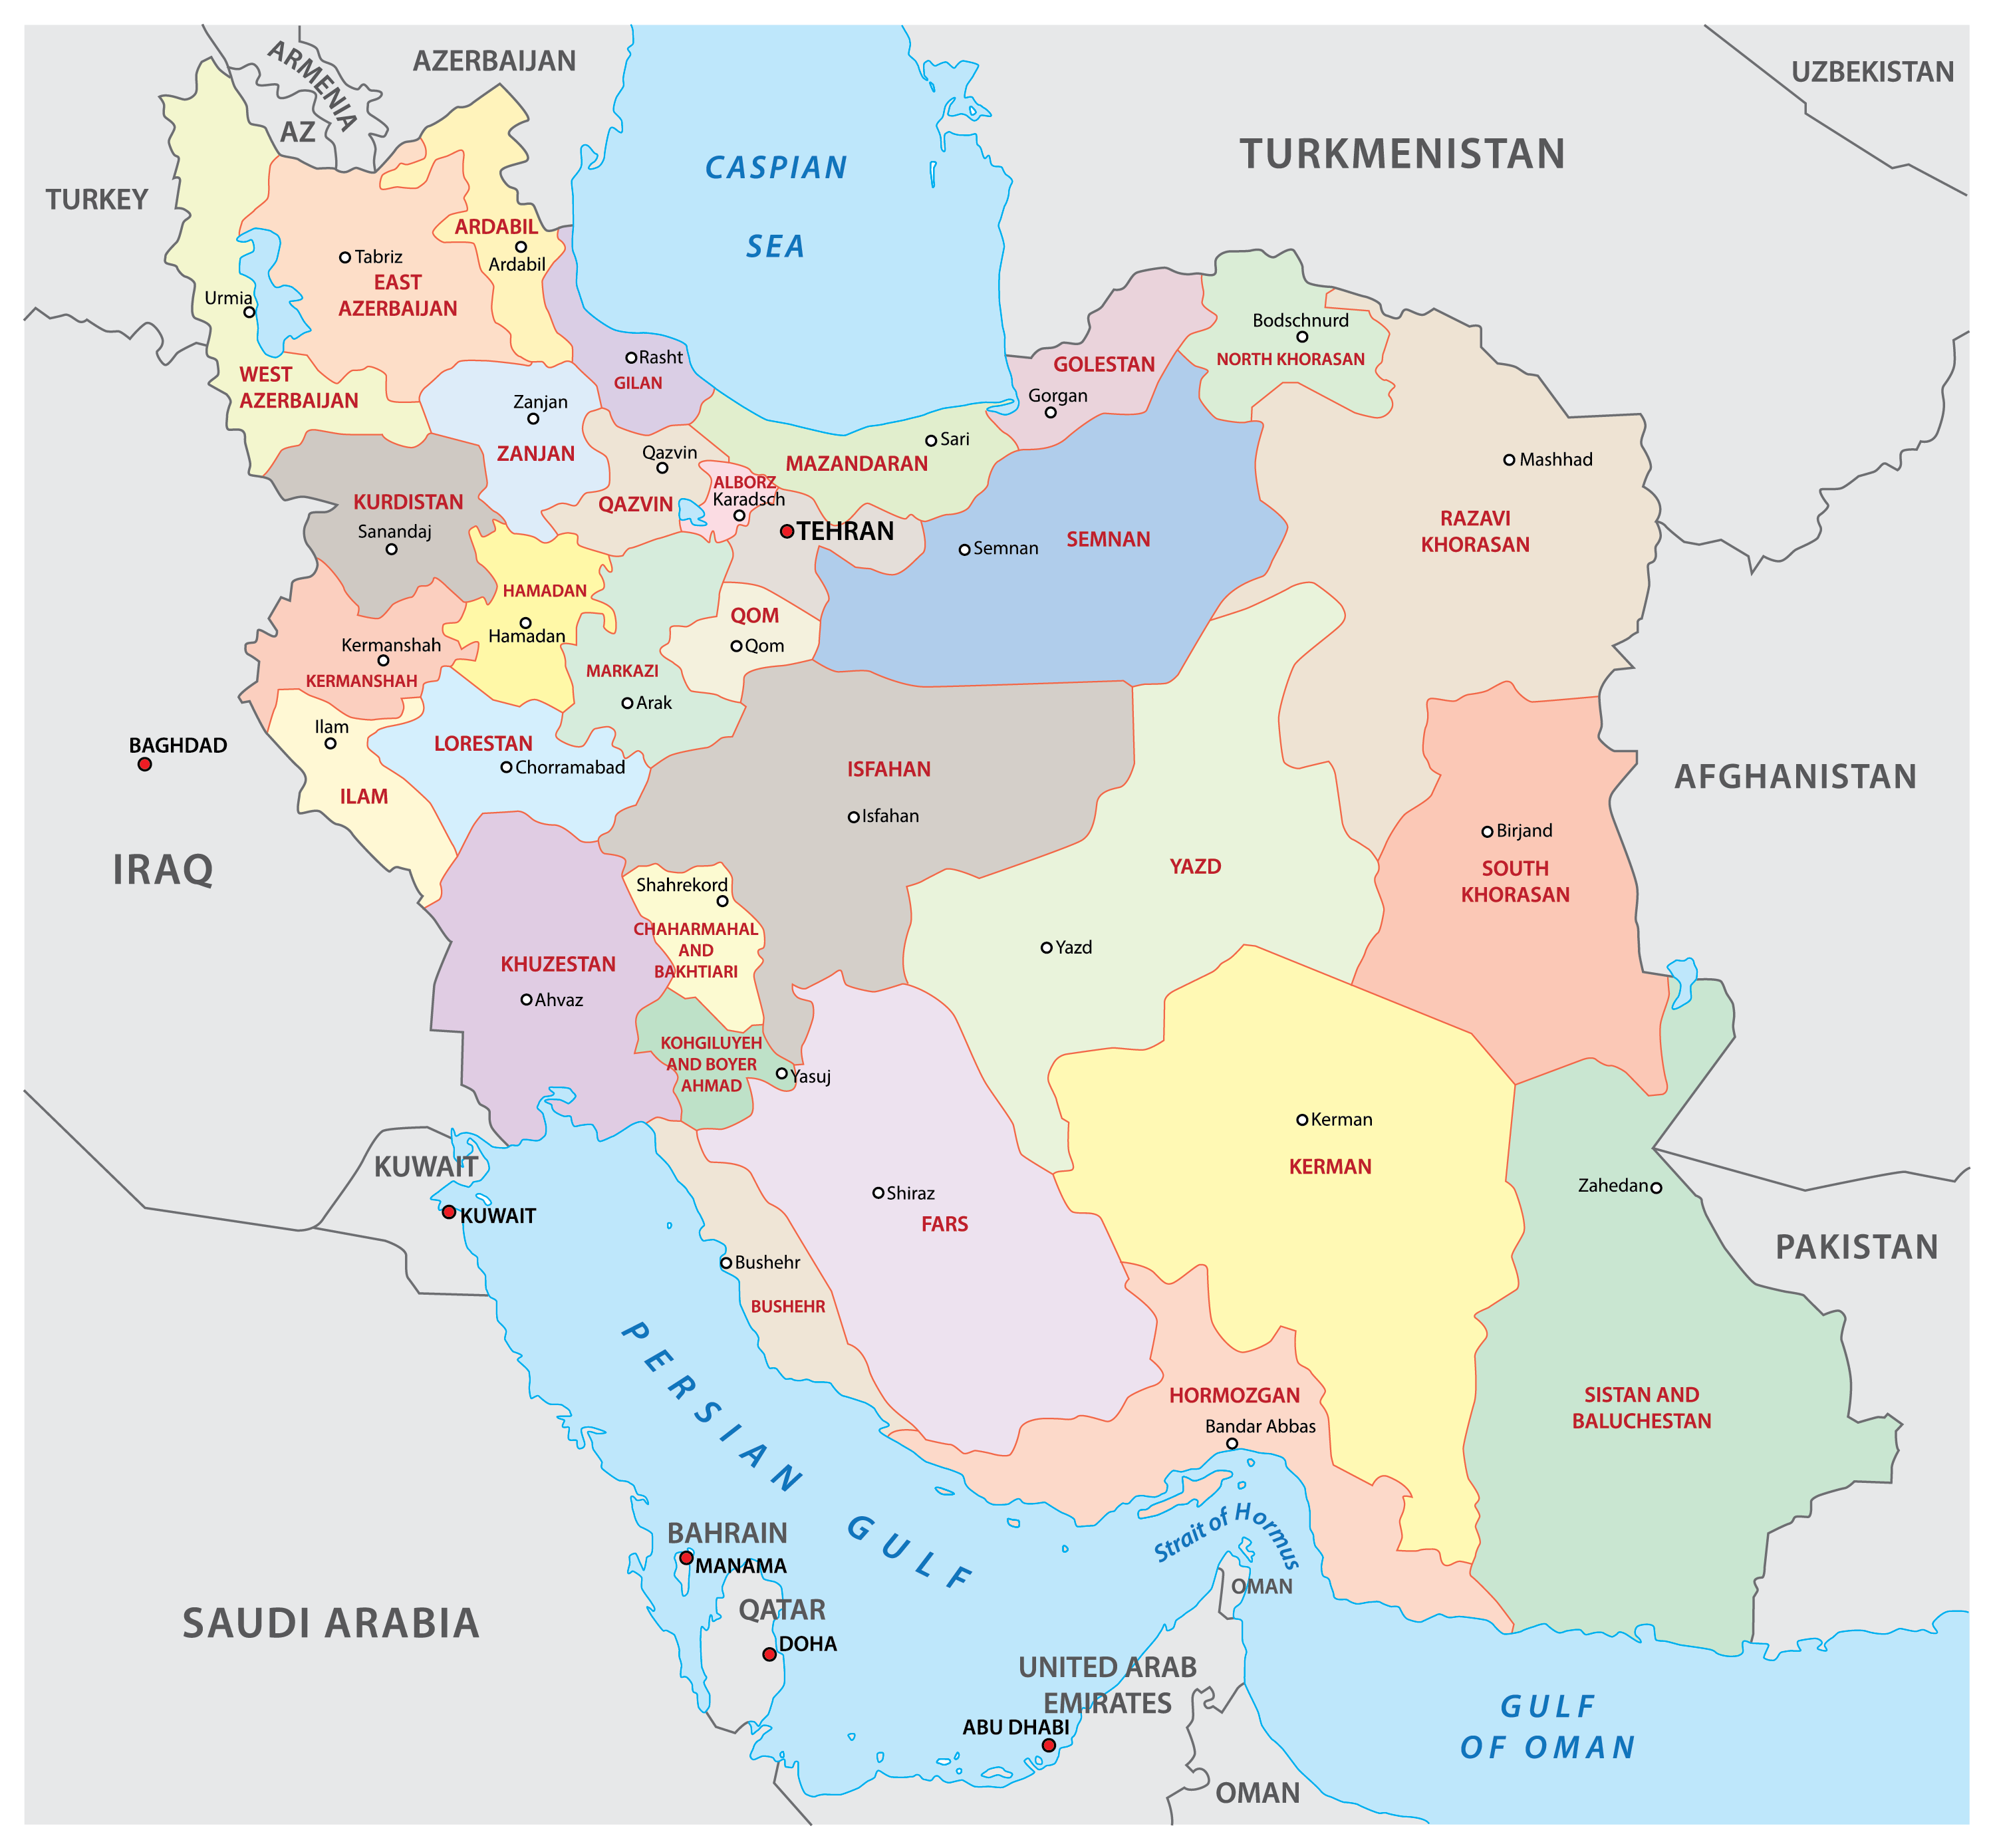 ARMENIA
AZERBAIJAN
UZBEKISTAN
AZ
TURKMENISTAN
CASPIAN
SEA
TURKEY
ARDABIL
Ardabil
Tabriz
EAST
AZERBAIJAN
Urmia
WEST
AZERBAIJAN
Rasht
GILAN
Bodschnurd
NORTH KHORASAN
GOLESTAN
Gorgan
Zanjan
ZANJAN
Qazvin
QAZVIN
Sari
MAZANDARAN
Mashhad
ALBORZ
Karadsch
TEHRAN
KURDISTAN
Sanandaj
Semnan
SEMNAN
RAZAVI
KHORASAN
HAMADAN
Hamadan
QOM
Qom
Kermanshah
KERMANSHAH
MARKAZI
Arak
Ilam
ILAM
LORESTAN
Chorramabad
BAGHDAD
IRAQ
ISFAHAN
Isfahan
AFGHANISTAN
YAZD
Yazd
Birjand
SOUTH
KHORASAN
Shahrekord
CHAHARMAHAL
AND
BAKHTIARI
KHUZESTAN
Ahvaz
KOHGILUYEH
AND BOYER
AHMAD
Yasuj
Kerman
KERMAN
KUWAIT
KUWAIT
Shiraz
FARS
Zahedan
PAKISTAN
Bushehr
BUSHEHR
PERSIAN GULF
HORMOZGAN
Bandar Abbas
SISTAN AND
BALUCHESTAN
Strait of Hormus
BAHRAIN
MANAMA
OMAN
QATAR
DOHA
SAUDI ARABIA
UNITED ARAB
EMIRATES
ABU DHABI
GULF
OF OMAN
OMAN